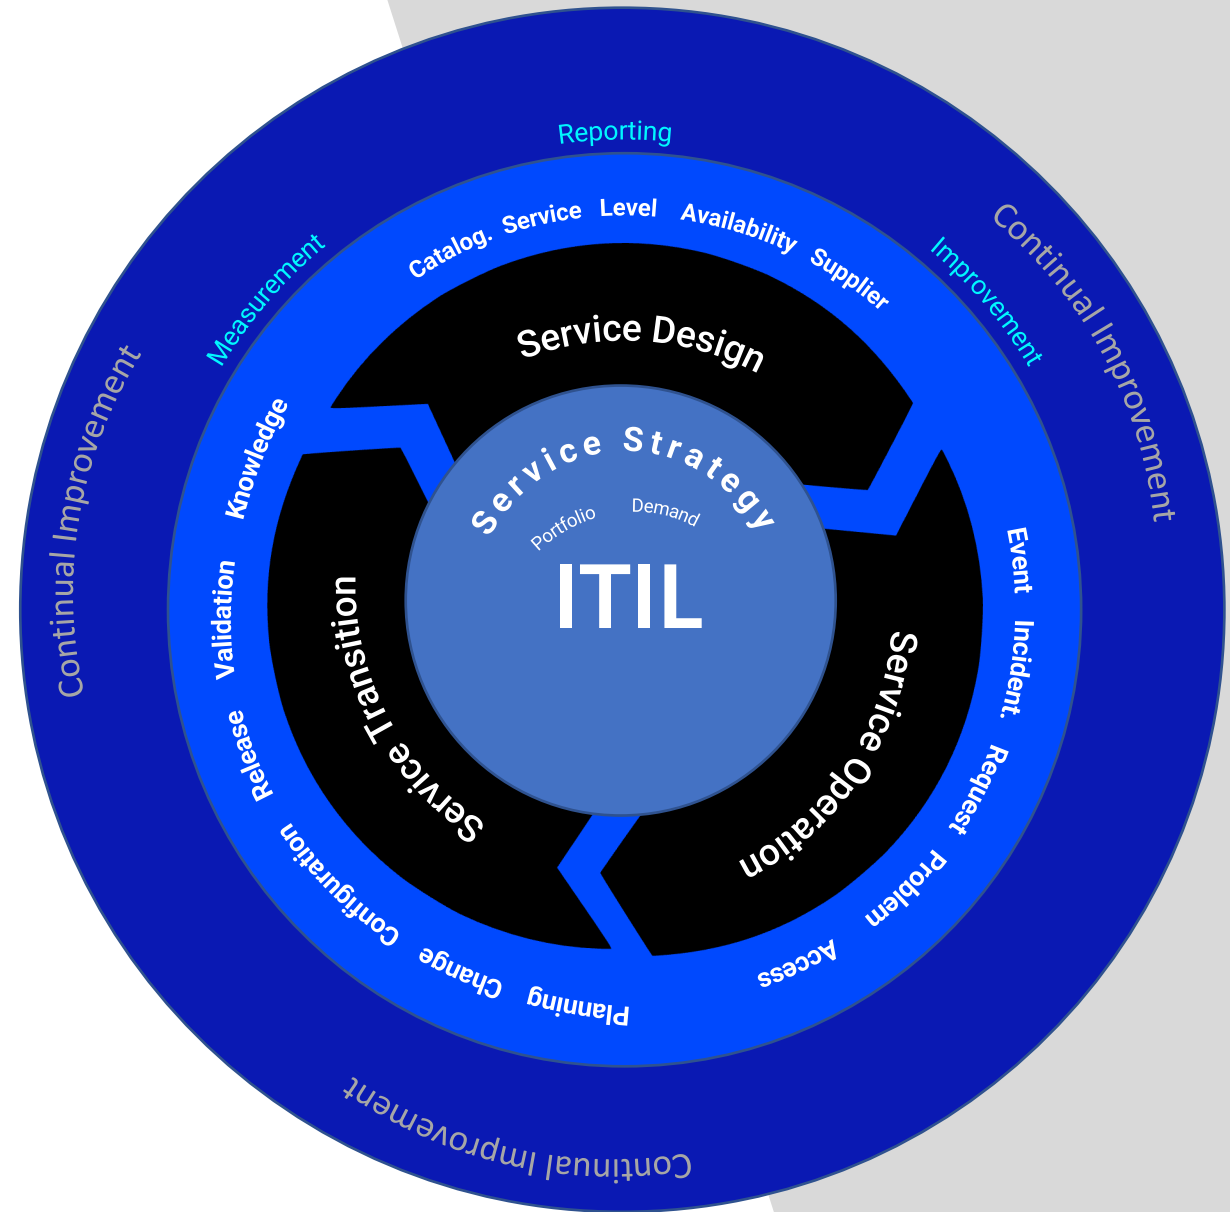 Reporting
Measurement
Improvement
Continual Improvement
Continual Improvement
Continual Improvement
Catalog. Service Level Availability Supplier
Event Incident. Request Problem Access
Planning Change Configuration Release Validation Knowledge
Service Design
Service Operation
Service Transition
Service Strategy
Portfolio Demand
ITIL